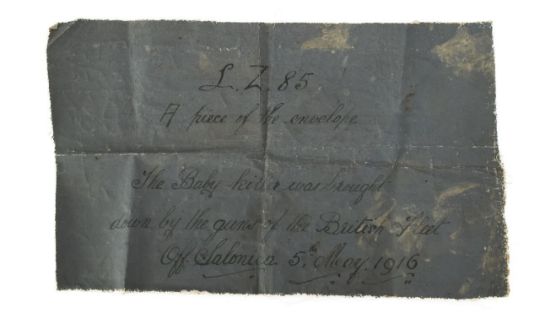 L. Z. 85
A piece of the envelope
The Baby-killer was brought
down by the guns of the British Fleet
Off Salonica 5th May. 1916